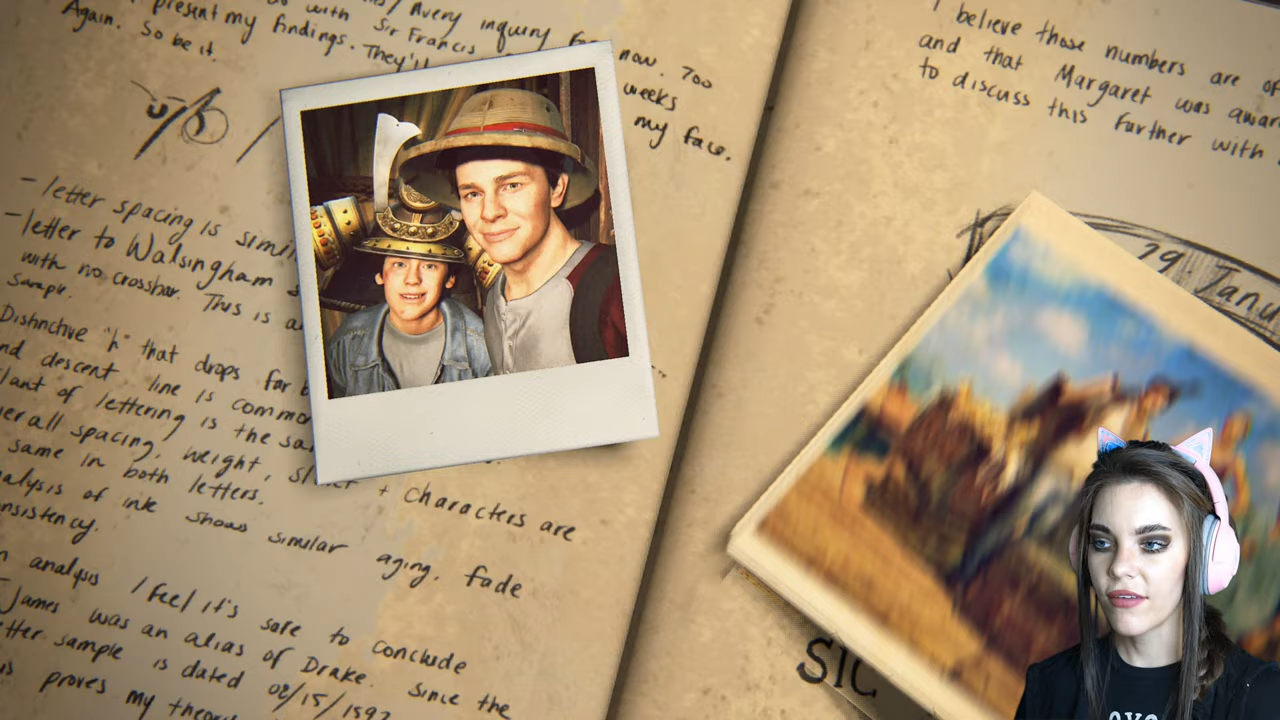 / Avery inquiry for now. Too
with Sir Francis
present my findings. They'll weeks
Again. So be it. my face.
- letter spacing is simil
- letter to Walsingham
with no crossbar. This is a
sample.
Distinctive "h" that drops far b
descent line is commo
of lettering is the sa
overall spacing, weight, + characters are
same in both letters.
analysis of ink shows similar aging, fade
consistency.
analysis I feel it's safe to conclude
James was an alias of Drake. Since the
letter sample is dated 02/15/1592
proves my theor
I believe those numbers are of
and that Margaret was awar
to discuss this further with
29 Janu
SIC